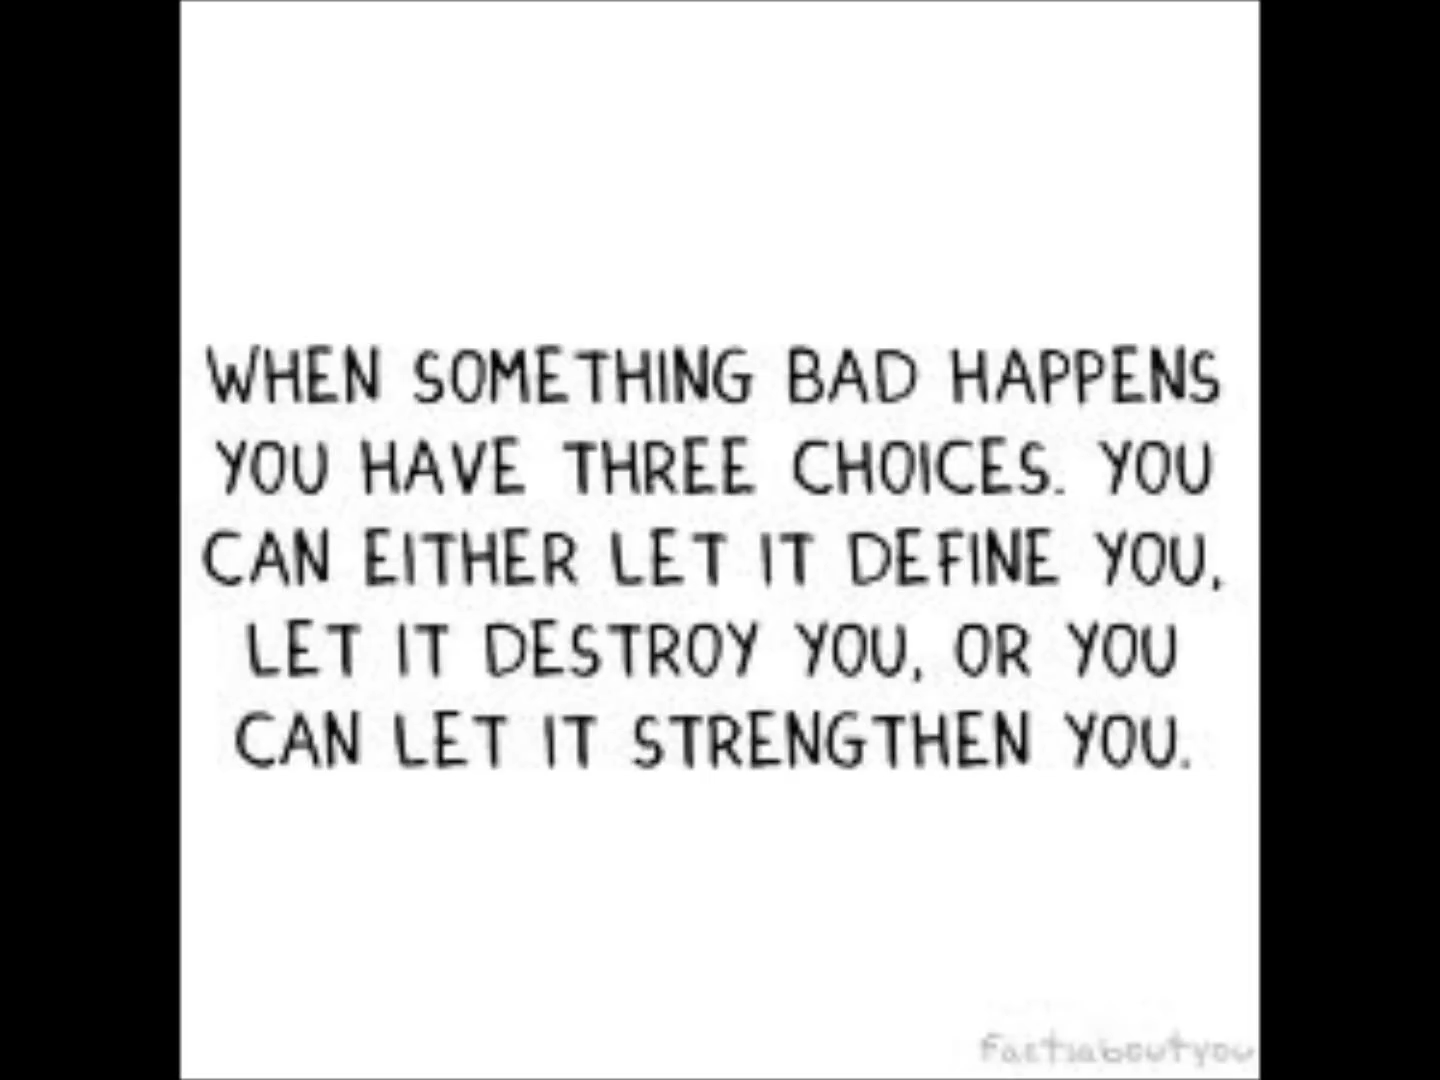 WHEN SOMETHING BAD HAPPENS
YOU HAVE THREE CHOICES. YOU
CAN EITHER LET IT DEFINE YOU,
LET IT DESTROY YOU, OR YOU
CAN LET IT STRENGTHEN YOU.
factsaboutyou